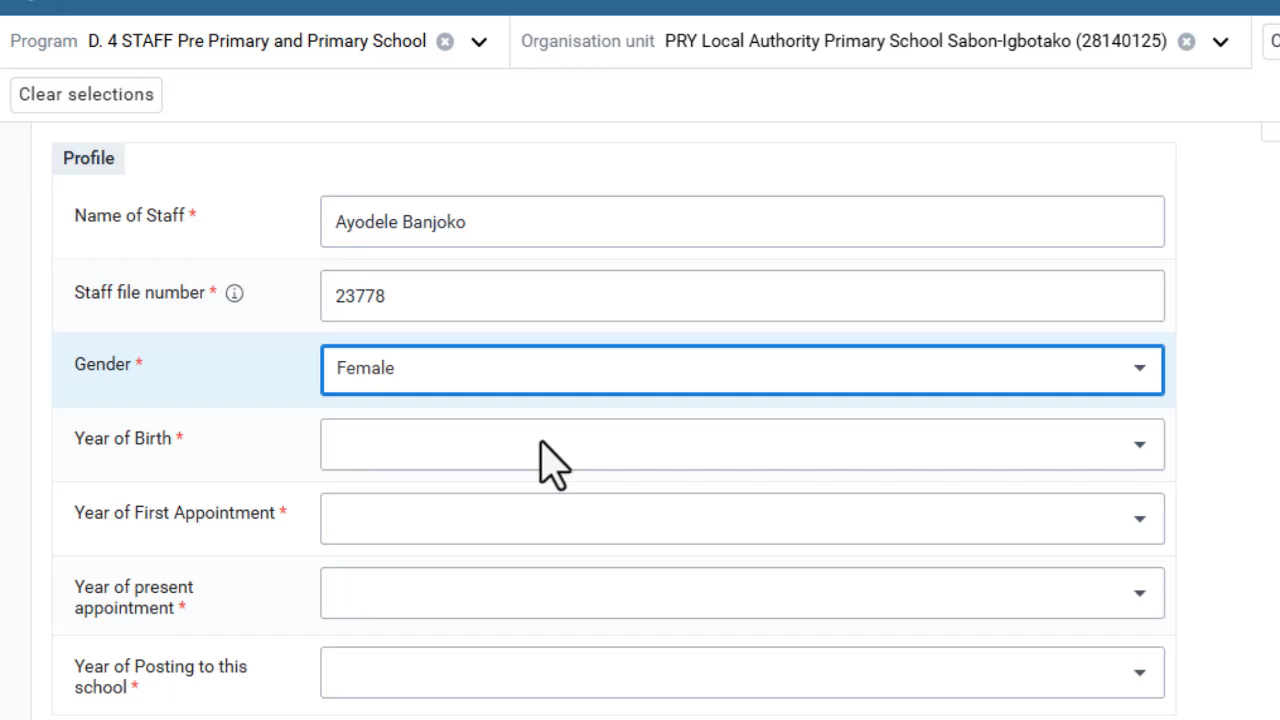 Program D. 4 STAFF Pre Primary and Primary School Organisation unit PRY Local Authority Primary School Sabon-Igbotako (28140125)
Clear selections
Profile
Name of Staff * Ayodele Banjoko
Staff file number * 23778
Gender * Female
Year of Birth *
Year of First Appointment *
Year of present
appointment *
Year of Posting to this
school *